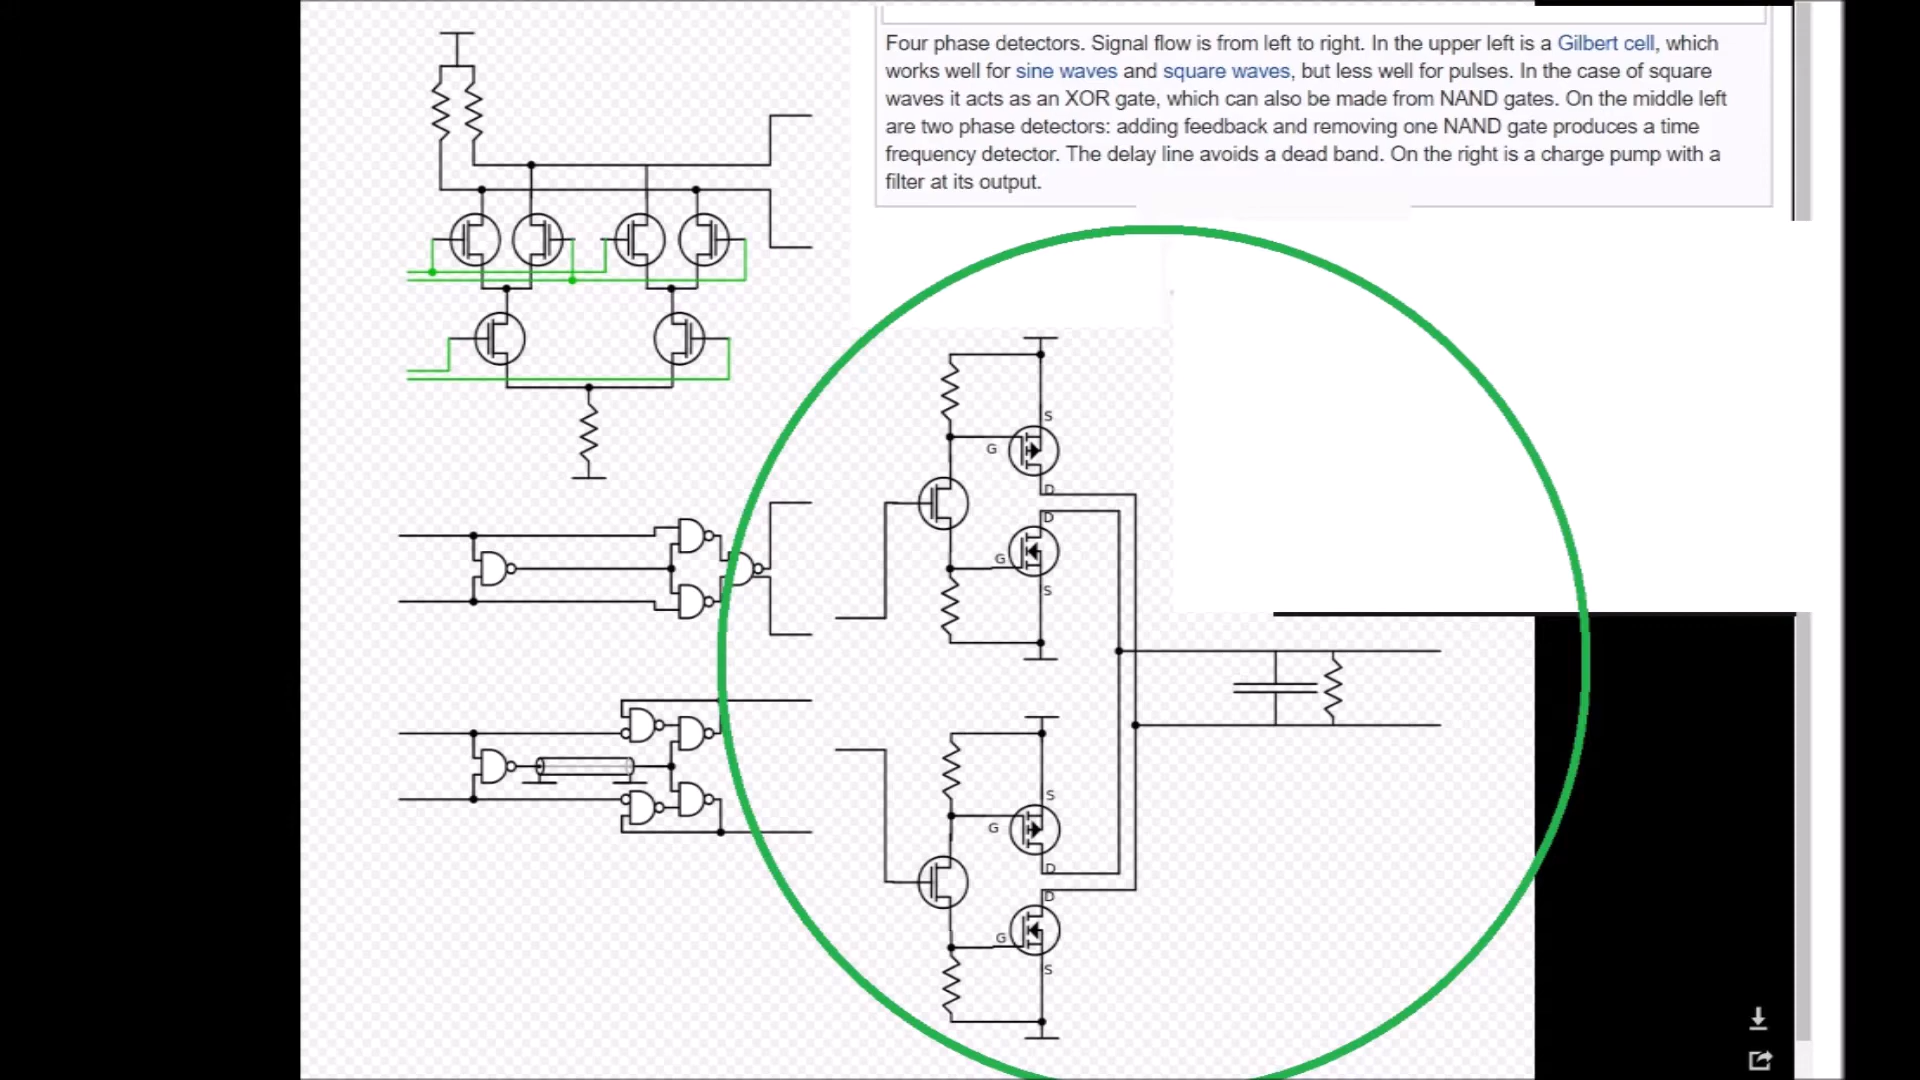 Four phase detectors. Signal flow is from left to right. In the upper left is a Gilbert cell, which
works well for sine waves and square waves, but less well for pulses. In the case of square
waves it acts as an XOR gate, which can also be made from NAND gates. On the middle left
are two phase detectors: adding feedback and removing one NAND gate produces a time
frequency detector. The delay line avoids a dead band. On the right is a charge pump with a
filter at its output.
S
G
D
D
G
S
S
G
D
D
G
S